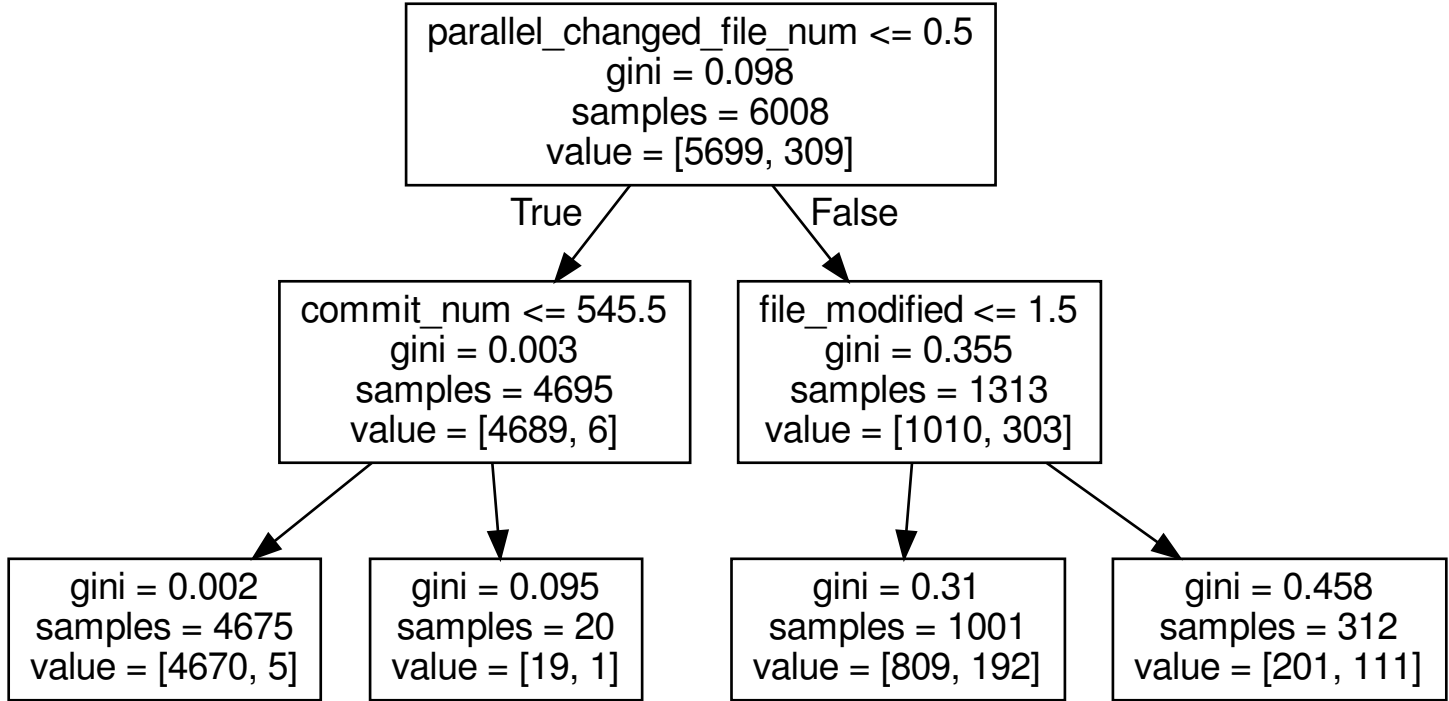 parallel_changed_file_num <= 0.5
gini = 0.098
samples = 6008
value = [5699, 309]
True
False
commit_num <= 545.5
gini = 0.003
samples = 4695
value = [4689, 6]
file_modified <= 1.5
gini = 0.355
samples = 1313
value = [1010, 303]
gini = 0.002
samples = 4675
value = [4670, 5]
gini = 0.095
samples = 20
value = [19, 1]
gini = 0.31
samples = 1001
value = [809, 192]
gini = 0.458
samples = 312
value = [201, 111]